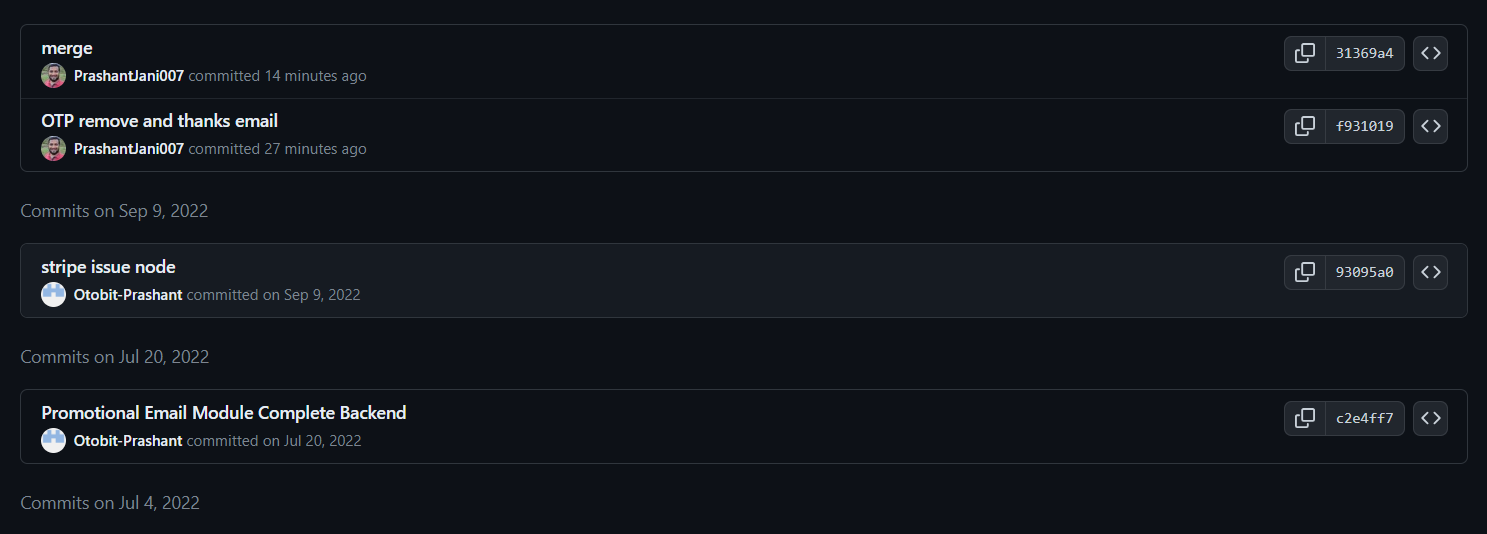 merge
PrashantJani007 committed 14 minutes ago
31369a4
OTP remove and thanks email
PrashantJani007 committed 27 minutes ago
f931019
Commits on Sep 9, 2022
stripe issue node
Otobit-Prashant committed on Sep 9, 2022
93095a0
Commits on Jul 20, 2022
Promotional Email Module Complete Backend
Otobit-Prashant committed on Jul 20, 2022
c2e4ff7
Commits on Jul 4, 2022